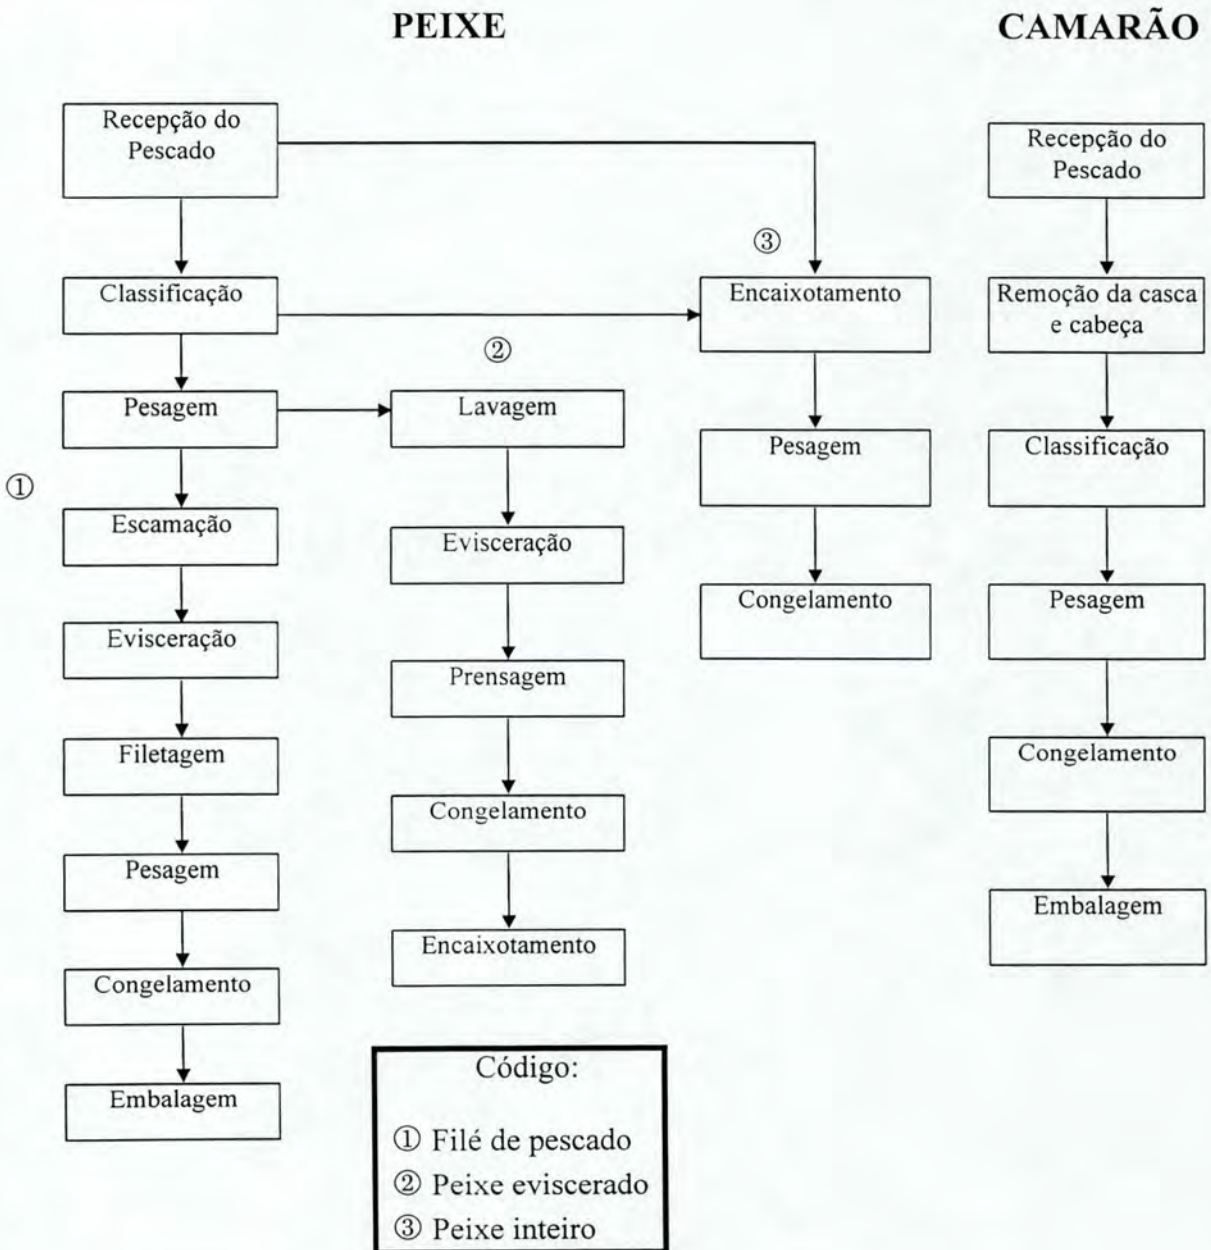 PEIXE
CAMARÃO
Recepção do
Pescado
Classificação
Pesagem
①
Escamação
Evisceração
Filetagem
Pesagem
Congelamento
Embalagem
②
Lavagem
Evisceração
Prensagem
Congelamento
Encaixotamento
③
Encaixotamento
Pesagem
Congelamento
Recepção do
Pescado
Remoção da casca
e cabeça
Classificação
Pesagem
Congelamento
Embalagem
Código:
① Filé de pescado
② Peixe eviscerado
③ Peixe inteiro